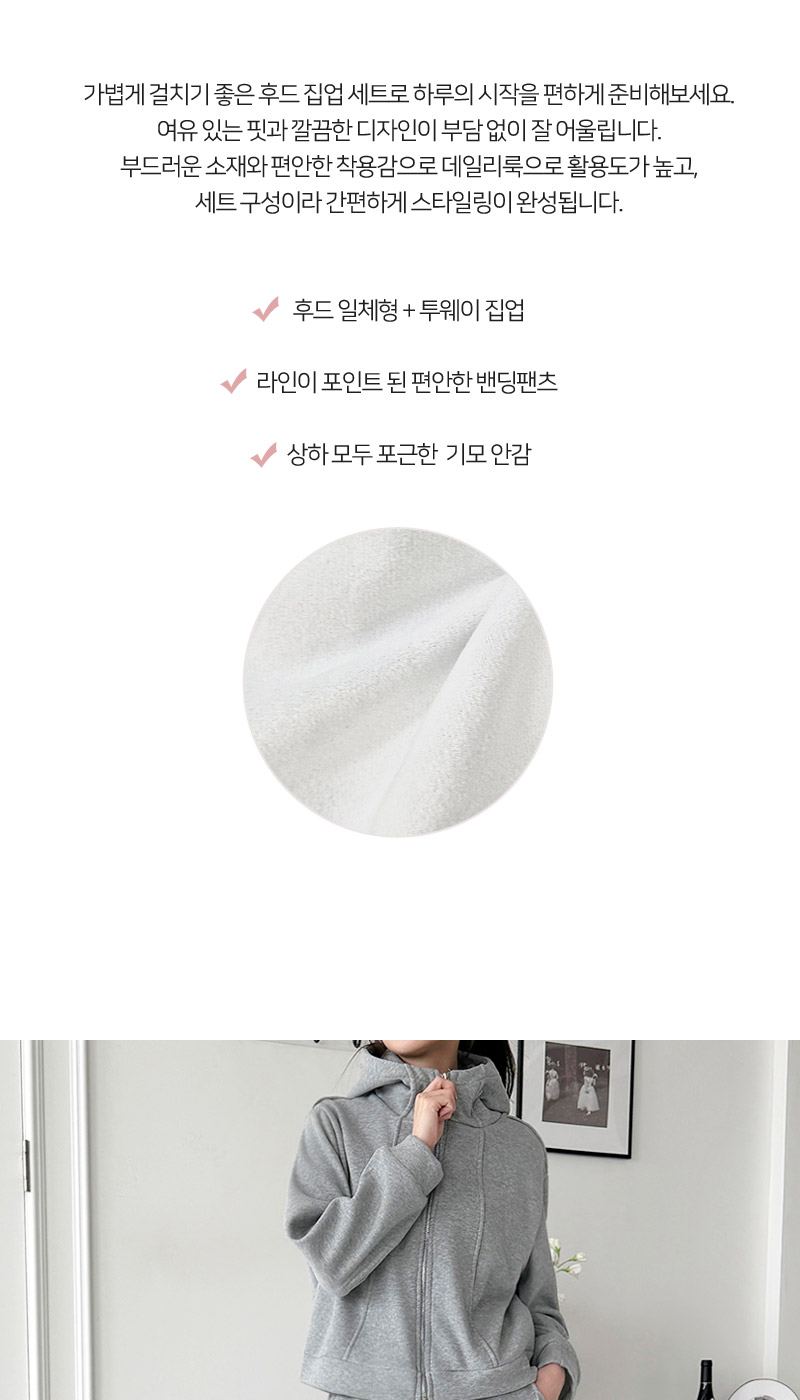 가볍게 걸치기 좋은 후드 집업 세트로 하루의 시작을 편하게 준비해보세요.
여유 있는 핏과 깔끔한 디자인이 부담 없이 잘 어울립니다.
부드러운 소재와 편안한 착용감으로 데일리룩으로 활용도가 높고,
세트 구성이라 간편하게 스타일링이 완성됩니다.
후드 일체형 + 투웨이 집업
라인이 포인트 된 편안한 밴딩팬츠
상하 모두 포근한 기모 안감